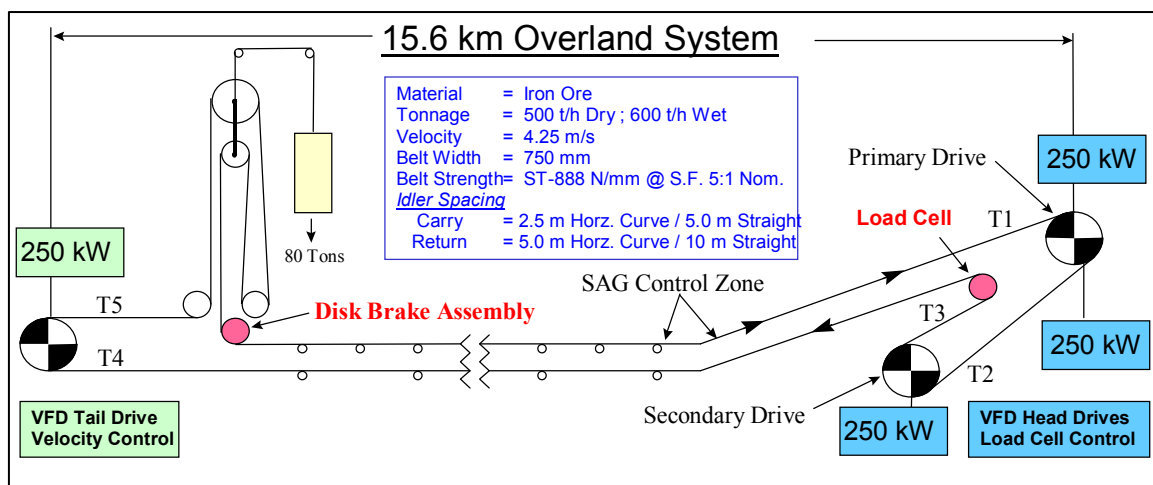 15.6 km Overland System
Material = Iron Ore
Tonnage = 500 t/h Dry ; 600 t/h Wet
Velocity = 4.25 m/s
Belt Width = 750 mm
Belt Strength= ST-888 N/mm @ S.F. 5:1 Nom.
Idler Spacing
Carry = 2.5 m Horz. Curve / 5.0 m Straight
Return = 5.0 m Horz. Curve / 10 m Straight
80 Tons
250 kW
T5
T4
Disk Brake Assembly
VFD Tail Drive
Velocity Control
SAG Control Zone
Primary Drive
250 kW
Load Cell
T1
T3
T2
250 kW
Secondary Drive
250 kW
VFD Head Drives
Load Cell Control